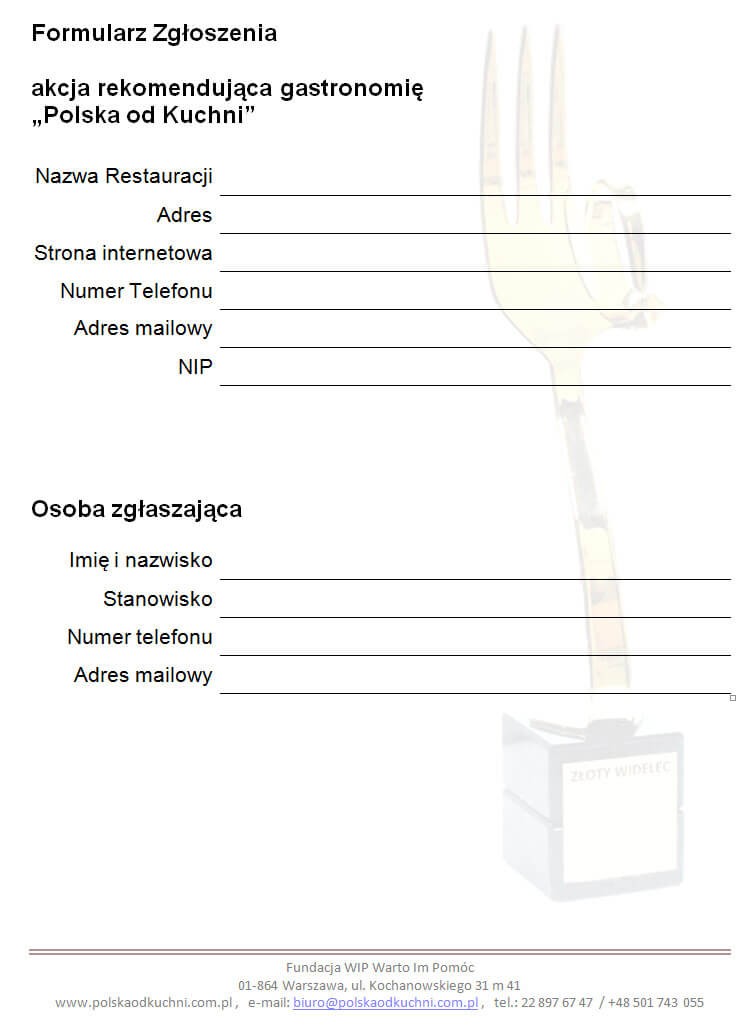 Formularz Zgłoszenia
akcja rekomendująca gastronomię
„Polska od Kuchni”
Nazwa Restauracji
Adres
Strona internetowa
Numer Telefonu
Adres mailowy
NIP
Osoba zgłaszająca
Imię i nazwisko
Stanowisko
Numer telefonu
Adres mailowy
ZŁOTY WIDELEC
Fundacja WIP Warto Im Pomóc
01-864 Warszawa, ul. Kochanowskiego 31 m 41
www.polskaodkuchni.com.pl , e-mail: biuro@polskaodkuchni.com.pl , tel.: 22 897 67 47 / +48 501 743 055